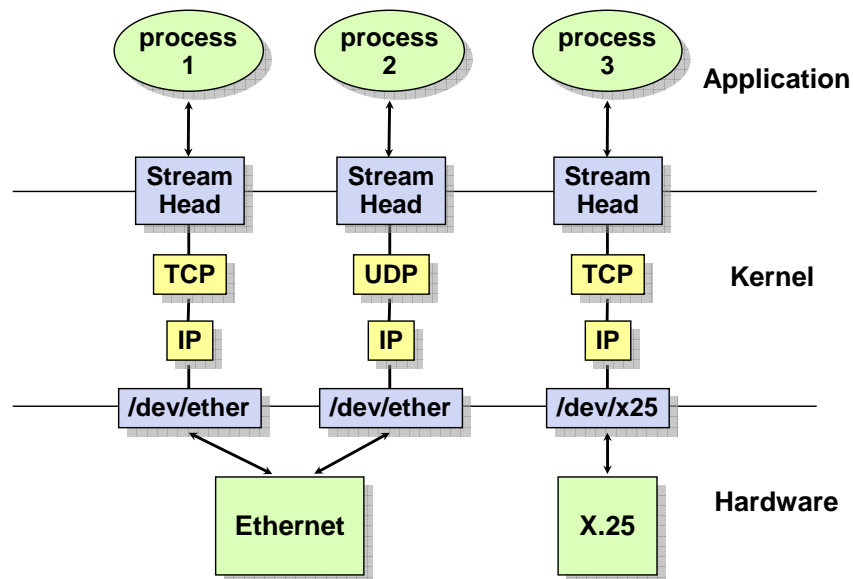 process
1
process
2
process
3
Application
Stream
Head
Stream
Head
Stream
Head
TCP
UDP
TCP
Kernel
IP
IP
IP
/dev/ether
/dev/ether
/dev/x25
Ethernet
X.25
Hardware